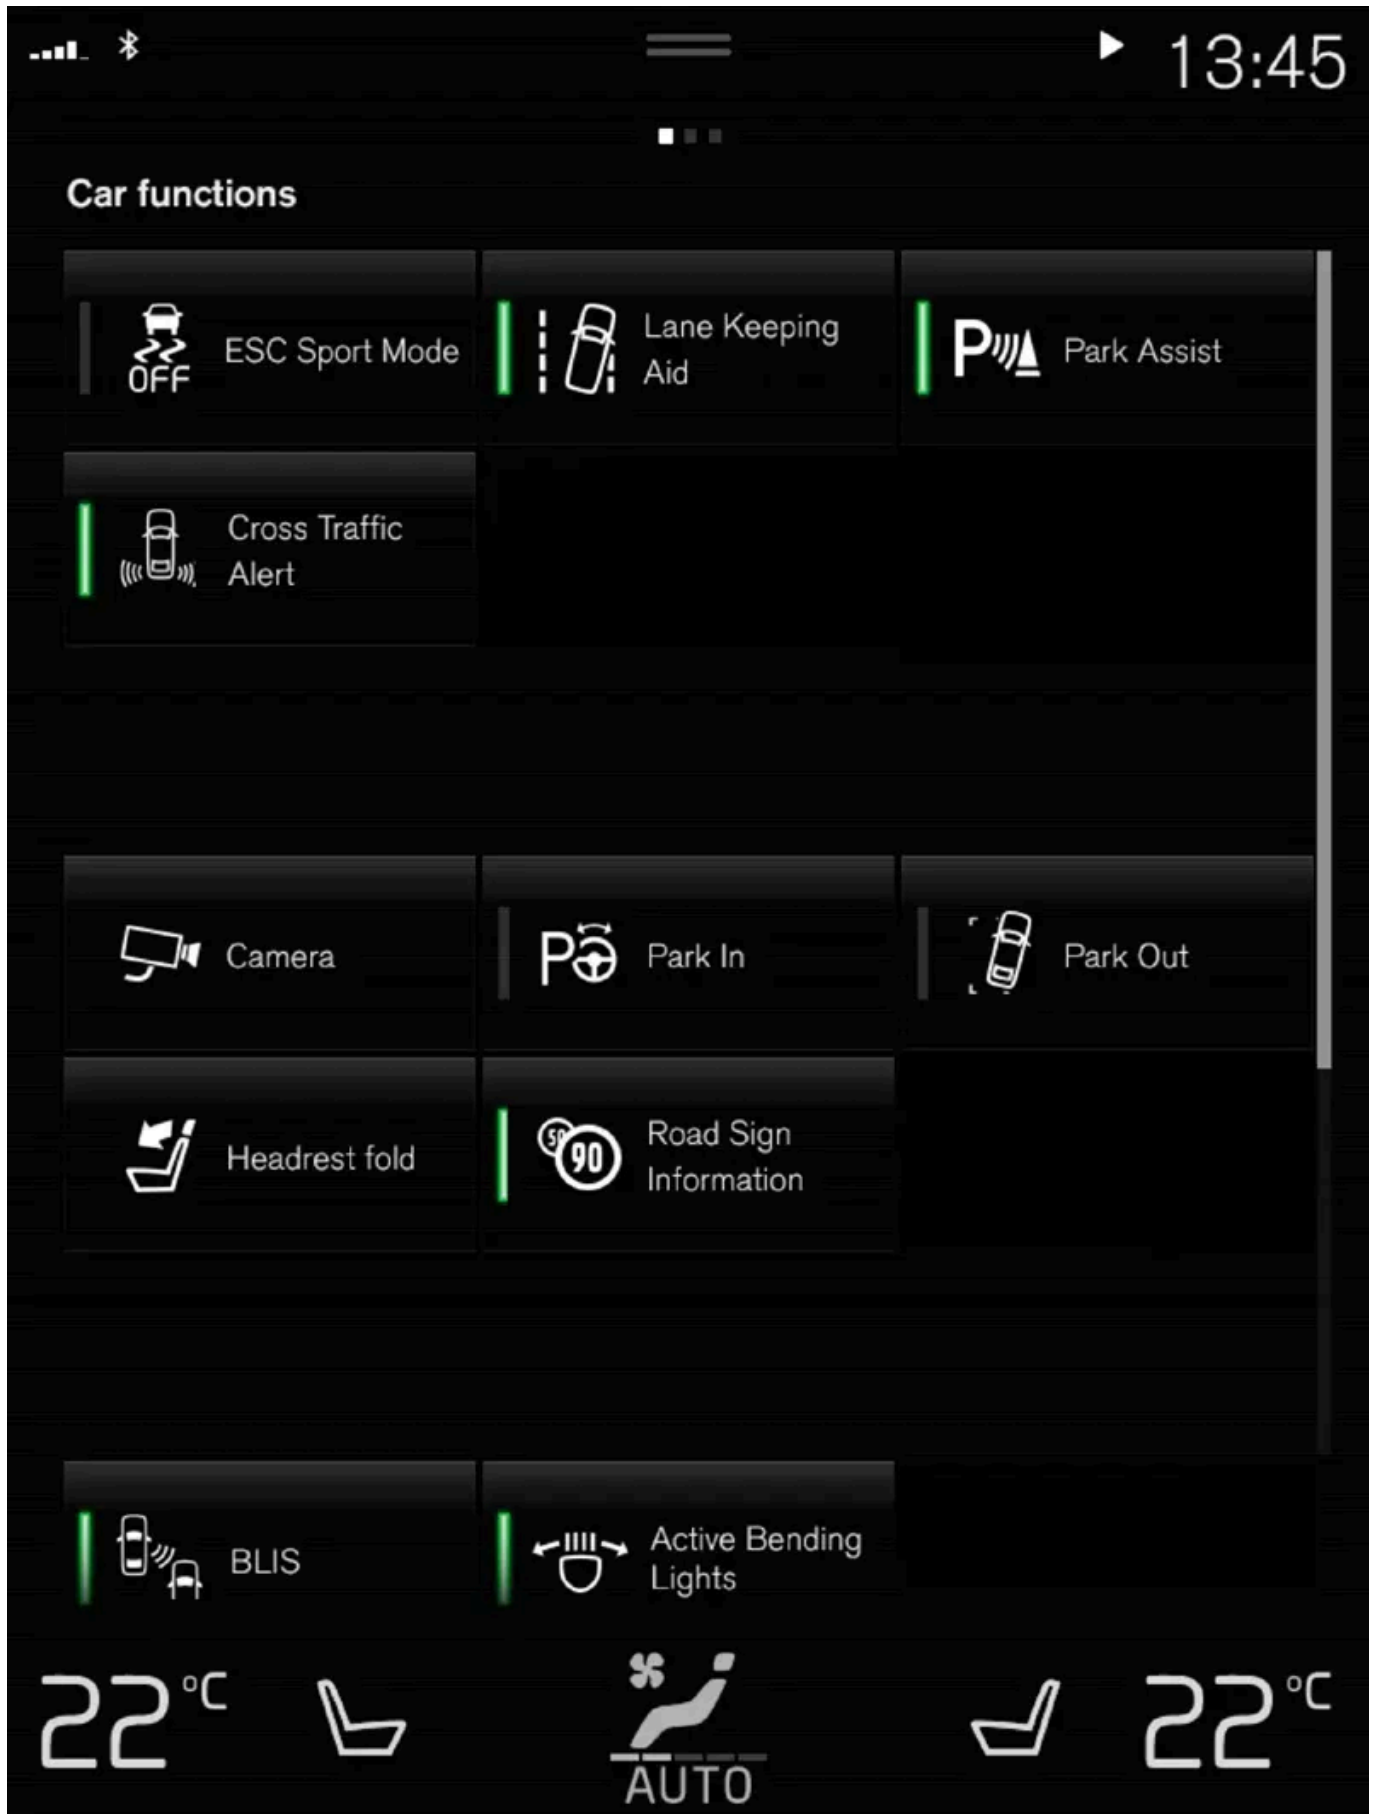 13:45
Car functions
OFF
ESC Sport Mode
Lane Keeping
Aid
P
Park Assist
Cross Traffic
Alert
Camera
P
Park In
Park Out
Headrest fold
50
90
Road Sign
Information
BLIS
Active Bending
Lights
22°C
AUTO
22°C